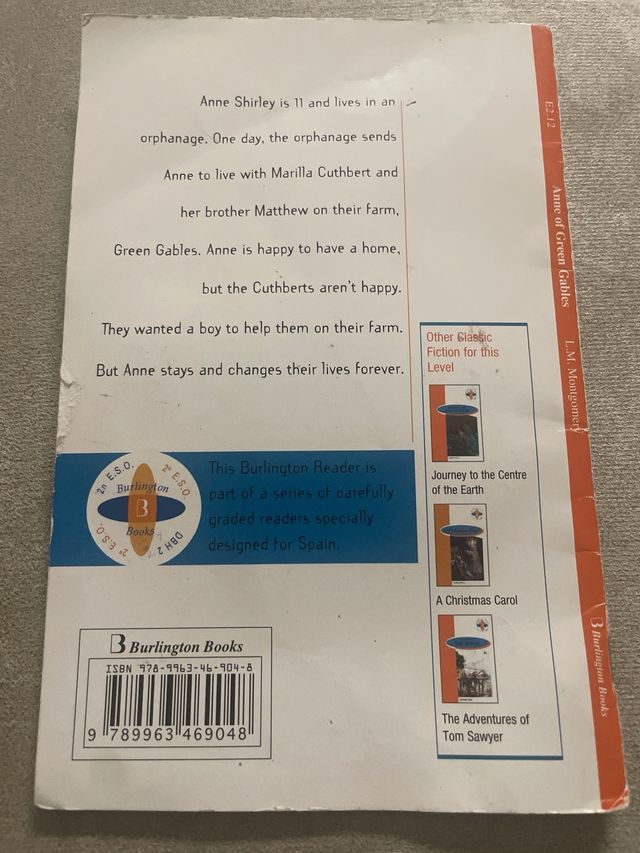 Anne Shirley is 11 and lives in an
orphanage. One day, the orphanage sends
Anne to live with Marilla Cuthbert and
her brother Matthew on their farm,
Green Gables. Anne is happy to have a home,
but the Cuthberts aren't happy.
They wanted a boy to help them on their farm.
But Anne stays and changes their lives forever.
2n E.S.O.
2º E.S.O.
Burlington
B
Books
2º E.S.O.
DBH 2
This Burlington Reader is
part of a series of carefully
graded readers specially
designed for Spain.
Other Classic
Fiction for this
Level
Journey to the Centre
of the Earth
A Christmas Carol
The Adventures of
Tom Sawyer
B Burlington Books
ISBN 978-9963-46-904-8
9 789963 469048
E2.12
Anne of Green Gables
L.M. Montgomery
B Burlington Books